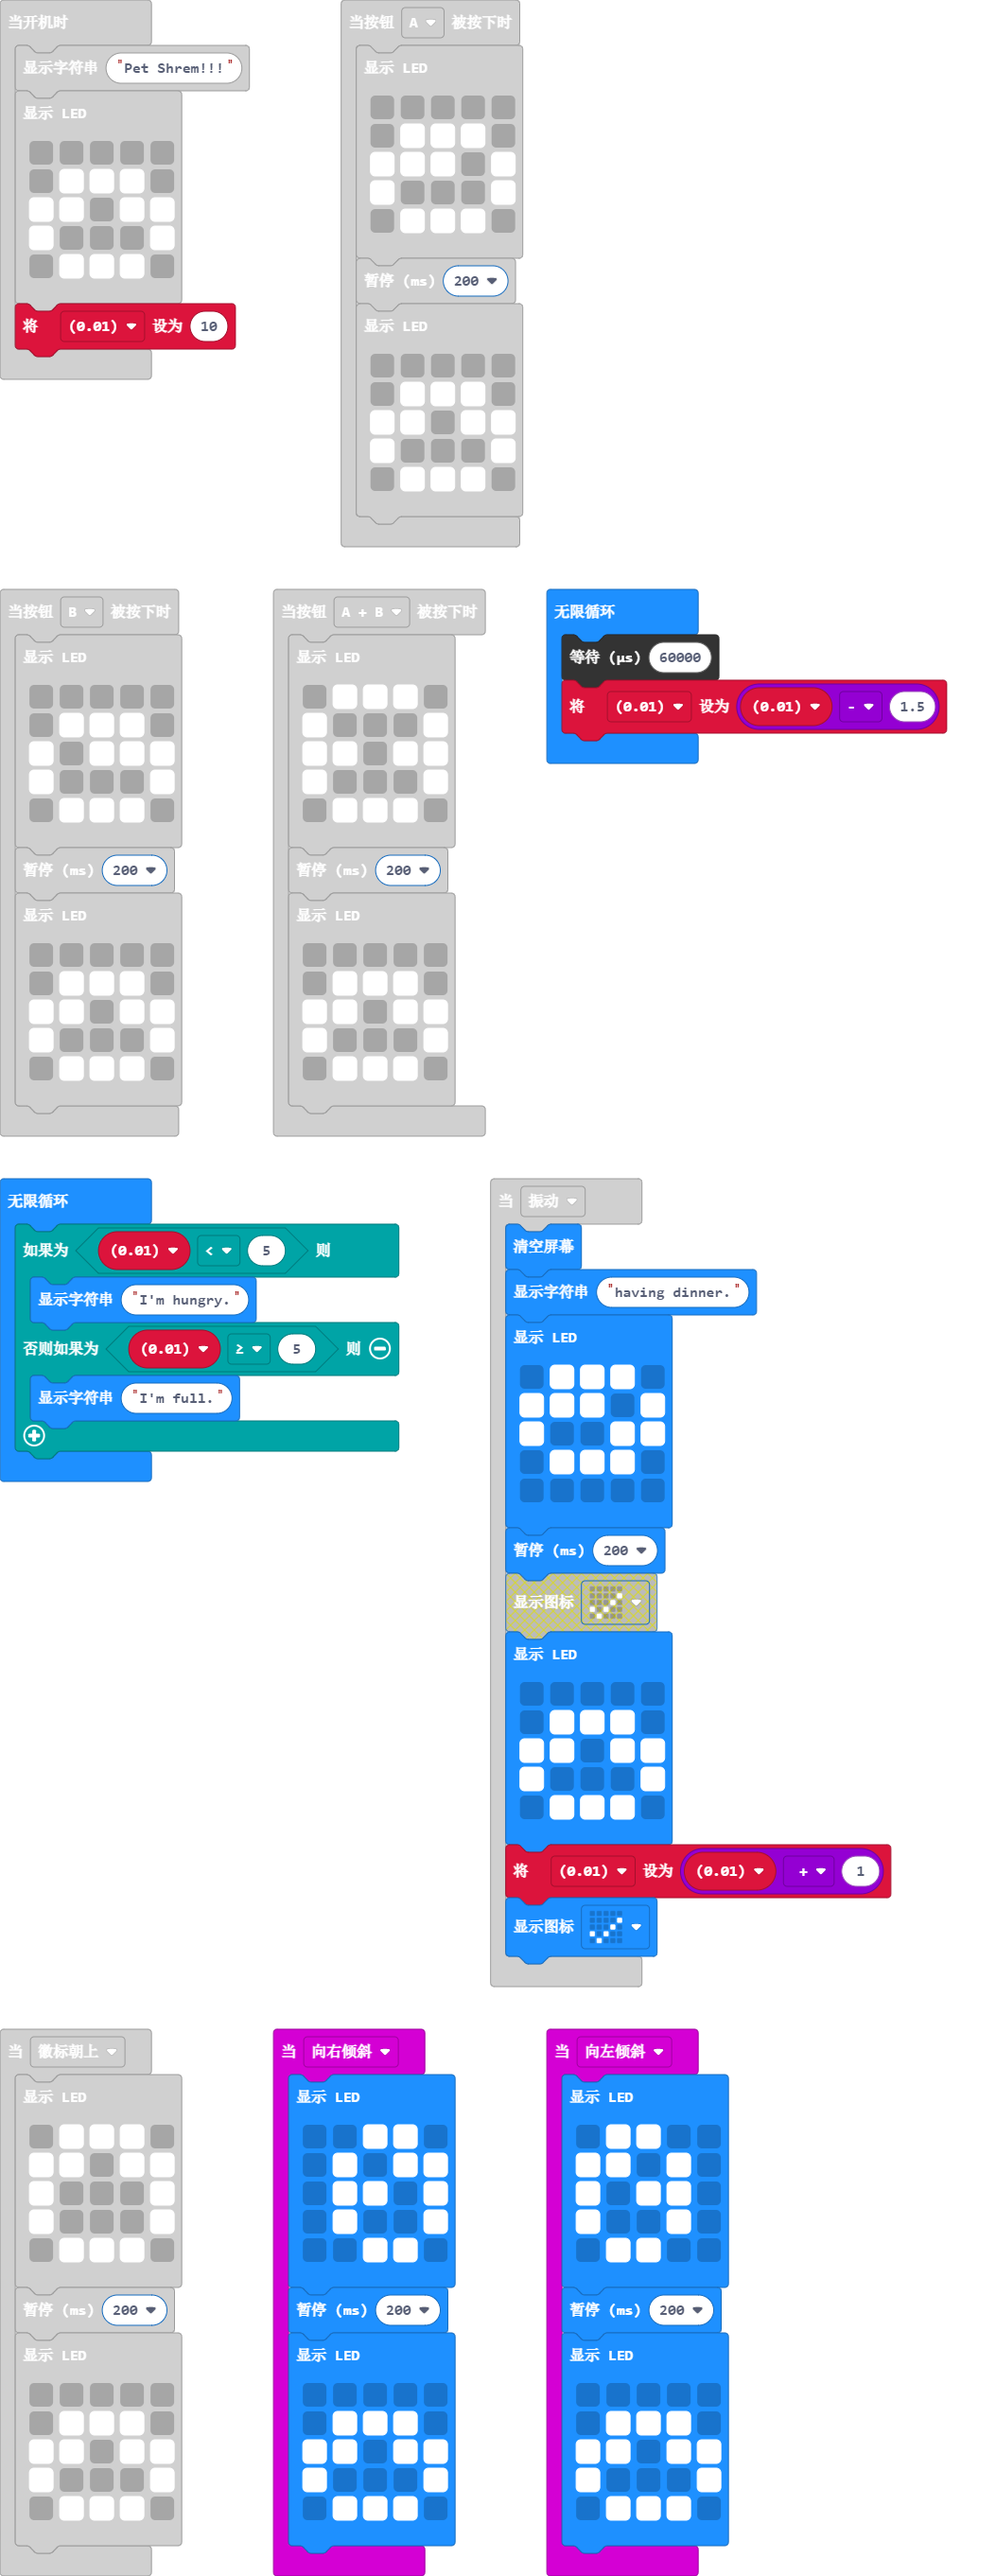 当开机时
显示字符串 "Pet Shrem!!!"
显示 LED
将 (0.01) 设为 10
当按钮 A 被按下时
显示 LED
暂停 (ms) 200
显示 LED
当按钮 B 被按下时
显示 LED
暂停 (ms) 200
显示 LED
当按钮 A + B 被按下时
显示 LED
暂停 (ms) 200
显示 LED
无限循环
等待 (µs) 60000
将 (0.01) 设为 (0.01) - 1.5
无限循环
如果为 (0.01) < 5 则
显示字符串 "I'm hungry."
否则如果为 (0.01) ≥ 5 则
显示字符串 "I'm full."
当 振动
清空屏幕
显示字符串 "having dinner."
显示 LED
暂停 (ms) 200
显示图标
显示 LED
将 (0.01) 设为 (0.01) + 1
显示图标
当 徽标朝上
显示 LED
暂停 (ms) 200
显示 LED
当 向右倾斜
显示 LED
暂停 (ms) 200
显示 LED
当 向左倾斜
显示 LED
暂停 (ms) 200
显示 LED